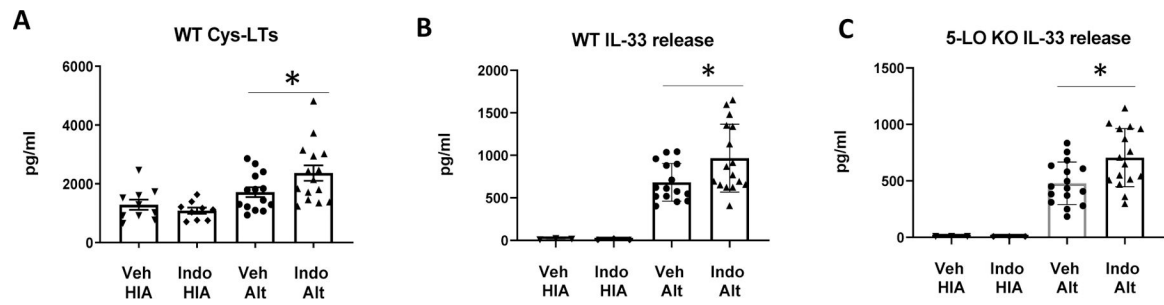 A
WT Cys-LTs
pg/ml
6000
4000
2000
0
*
Veh HIA
Indo HIA
Veh Alt
Indo Alt
B
WT IL-33 release
pg/ml
2000
1500
1000
500
0
*
Veh HIA
Indo HIA
Veh Alt
Indo Alt
C
5-LO KO IL-33 release
pg/ml
1500
1000
500
0
*
Veh HIA
Indo HIA
Veh Alt
Indo Alt